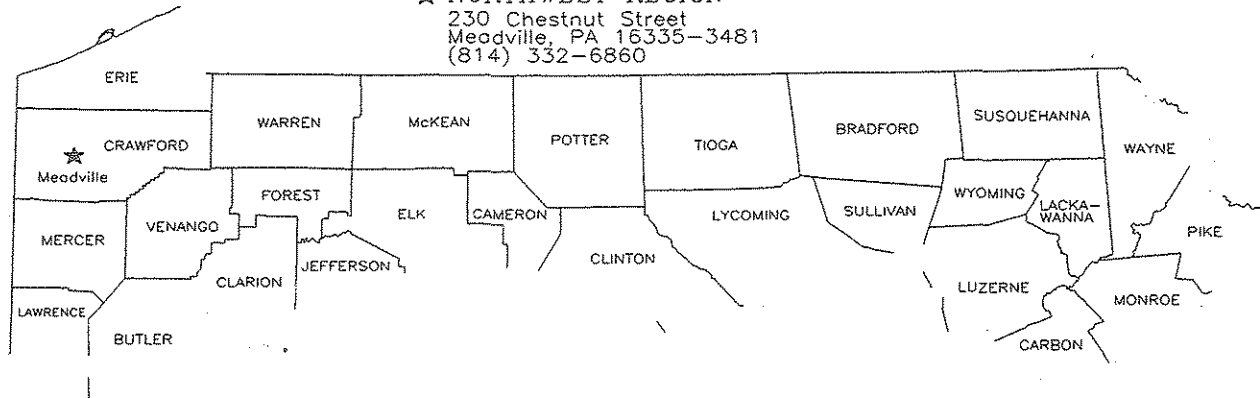 230 Chestnut Street
Meadville, PA 16335-3481
(814) 332-6860
ERIE
CRAWFORD
Meadville
WARREN
McKEAN
POTTER
TIOGA
BRADFORD
SUSQUEHANNA
WAYNE
FOREST
ELK
CAMERON
WYOMING
LACKA-
WANNA
MERCER
VENANGO
LYCOMING
SULLIVAN
PIKE
CLARION
JEFFERSON
CLINTON
LUZERNE
MONROE
LAWRENCE
BUTLER
CARBON